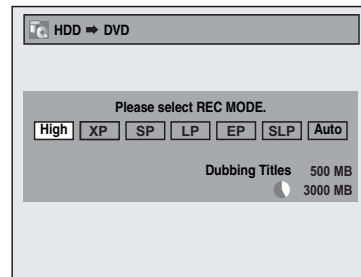 HDD ➡ DVD
Please select REC MODE.
High XP SP LP EP SLP Auto
Dubbing Titles 500 MB
3000 MB